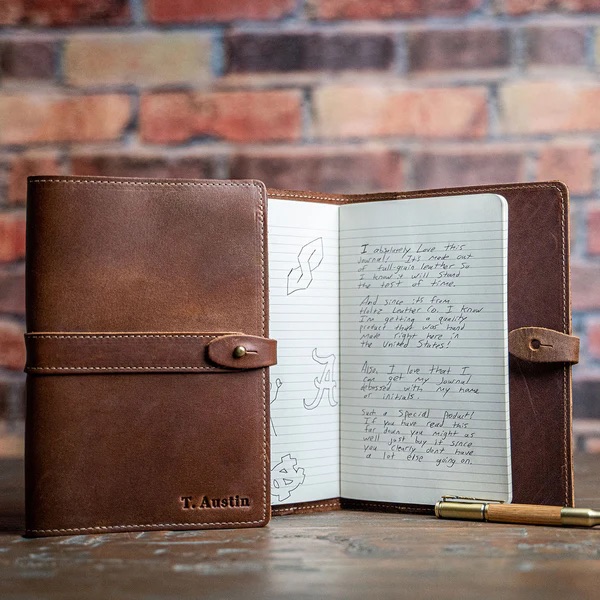 T. Austin
I absolutely Love this
journal! Its made out
of full-grain leather So
I know it will Stand
the test of time.
And since its from
Holtz Leather Co. I Know
I'm getting a quality
product that was hand
made right here in
the United States!
Also, I love that I
can get my journal
debossed with my name
or initials.
Such a Special product!
If you have read this
far down you might as
well just buy it since
you clearly dont have
a lot else going on.